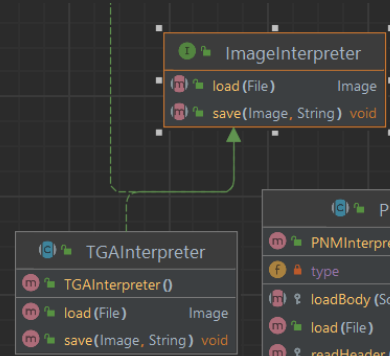 I ImageInterpreter
m load(File) Image
m save(Image, String) void
C TGAInterpreter
m TGAInterpreter()
m load(File) Image
m save(Image, String) void
C P
m PNMInterpre
f type
m loadBody(Sc
m load(File)
m readHeader